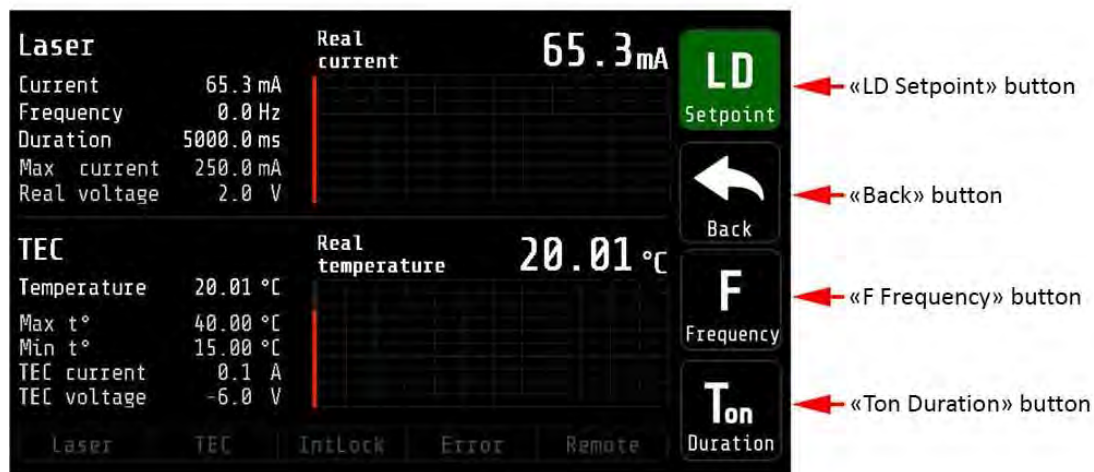 Laser
Current 65.3 mA
Frequency 0.0 Hz
Duration 5000.0 ms
Max current 250.0 mA
Real voltage 2.0 V
Real
current
65.3 mA
TEC
Temperature 20.01 °C
Max t° 40.00 °C
Min t° 15.00 °C
TEC current 0.1 A
TEC voltage -6.0 V
Real
temperature
20.01 °C
Laser TEC IntLock Error Remote
LD
Setpoint
Back
F
Frequency
Ton
Duration
«LD Setpoint» button
«Back» button
«F Frequency» button
«Ton Duration» button